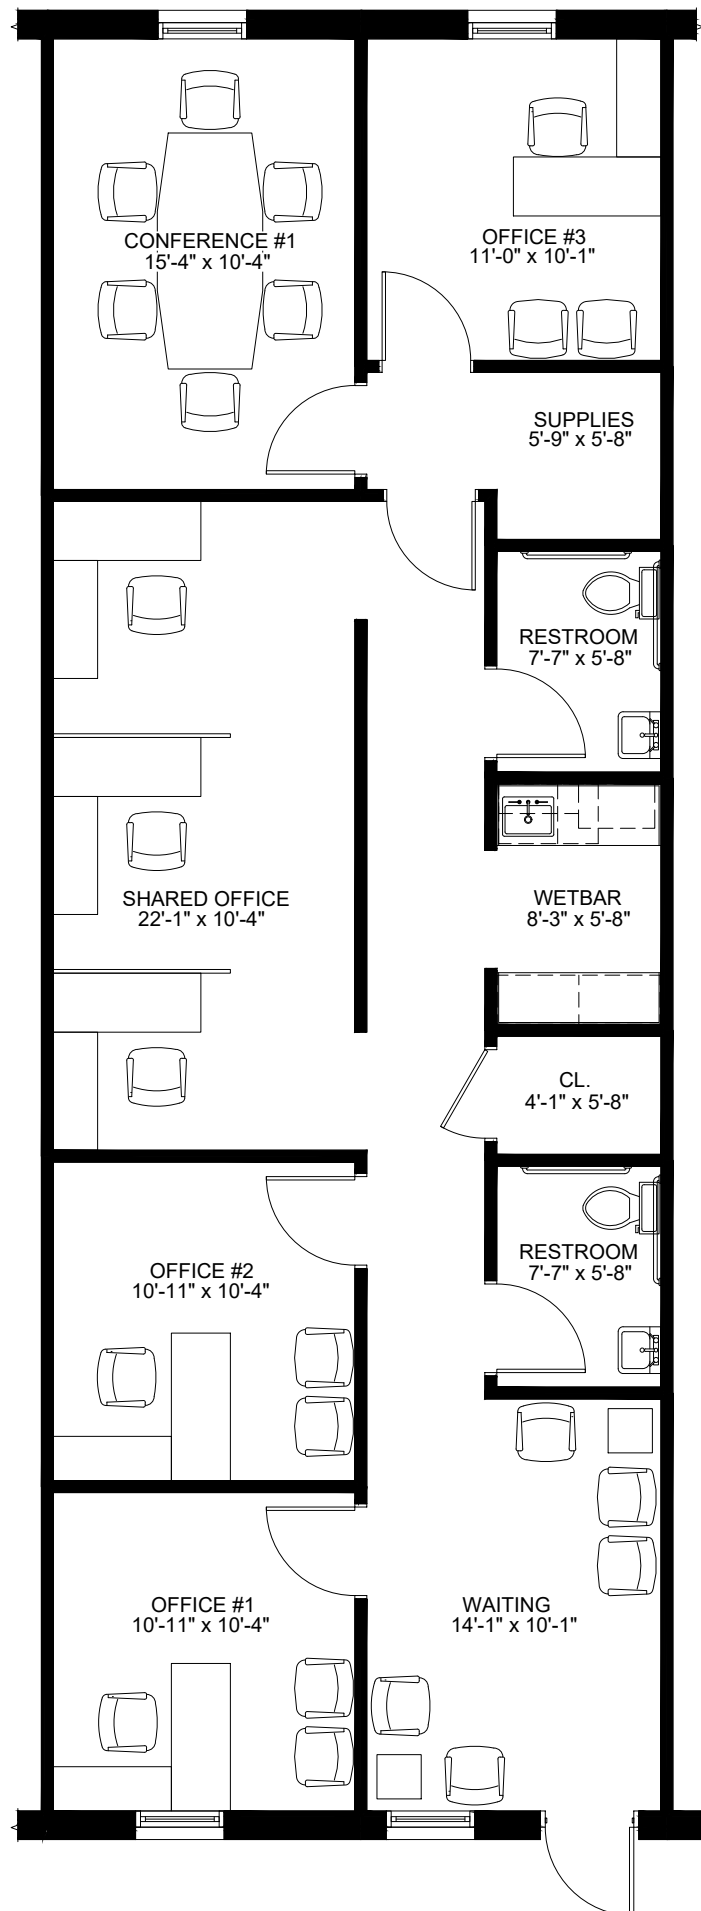 CONFERENCE #1
15'-4" x 10'-4"
OFFICE #3
11'-0" x 10'-1"
SUPPLIES
5'-9" x 5'-8"
RESTROOM
7'-7" x 5'-8"
SHARED OFFICE
22'-1" x 10'-4"
WETBAR
8'-3" x 5'-8"
CL.
4'-1" x 5'-8"
OFFICE #2
10'-11" x 10'-4"
RESTROOM
7'-7" x 5'-8"
OFFICE #1
10'-11" x 10'-4"
WAITING
14'-1" x 10'-1"